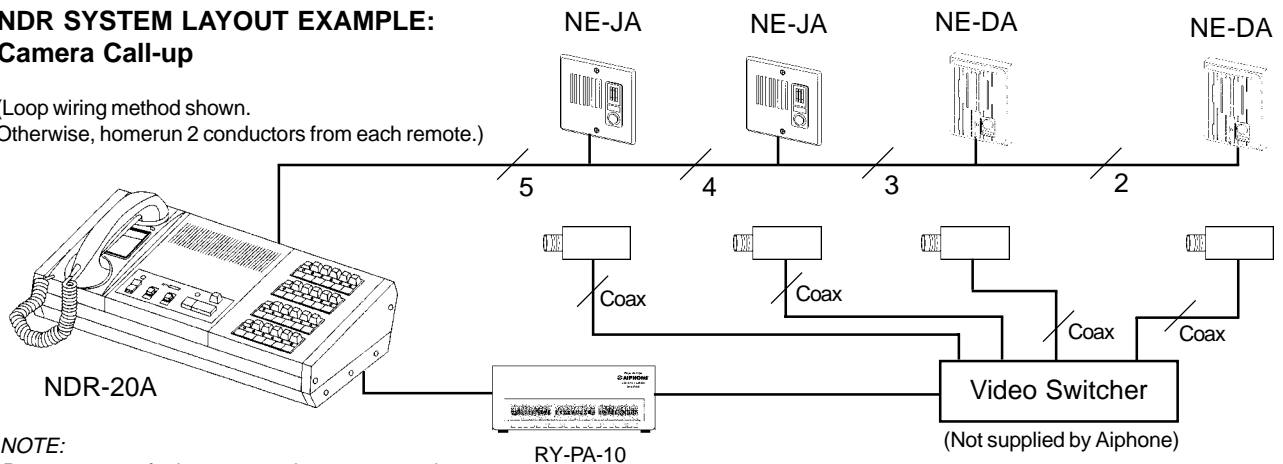 NDR SYSTEM LAYOUT EXAMPLE:
Camera Call-up
(Loop wiring method shown.
Otherwise, homerun 2 conductors from each remote.)
NE-JA
NE-JA
NE-DA
NE-DA
5
4
3
2
Coax
Coax
Coax
Coax
NDR-20A
AIPHONE
RY-PA-10
Video Switcher
(Not supplied by Aiphone)
NOTE: